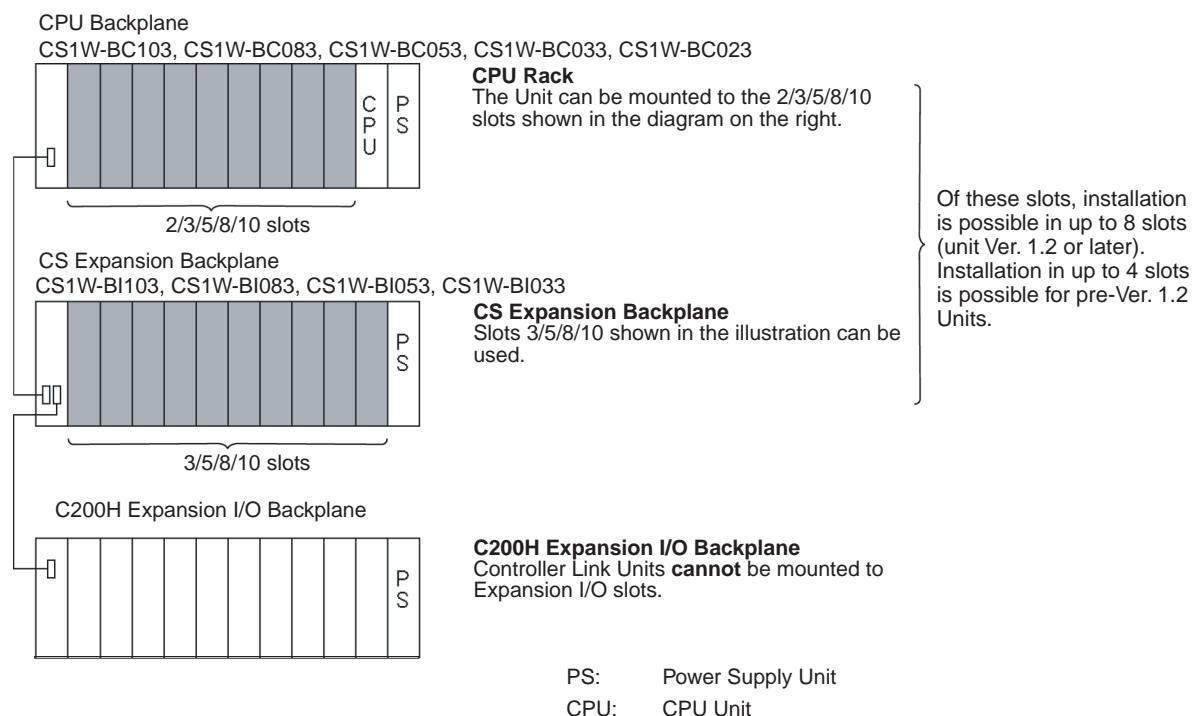 CPU Backplane
CS1W-BC103, CS1W-BC083, CS1W-BC053, CS1W-BC033, CS1W-BC023
CPU Rack
The Unit can be mounted to the 2/3/5/8/10
slots shown in the diagram on the right.
C
P
U
P
S
2/3/5/8/10 slots
CS Expansion Backplane
CS1W-BI103, CS1W-BI083, CS1W-BI053, CS1W-BI033
CS Expansion Backplane
Slots 3/5/8/10 shown in the illustration can be
used.
P
S
3/5/8/10 slots
Of these slots, installation
is possible in up to 8 slots
(unit Ver. 1.2 or later).
Installation in up to 4 slots
is possible for pre-Ver. 1.2
Units.
C200H Expansion I/O Backplane
C200H Expansion I/O Backplane
Controller Link Units cannot be mounted to
Expansion I/O slots.
P
S
PS: Power Supply Unit
CPU: CPU Unit